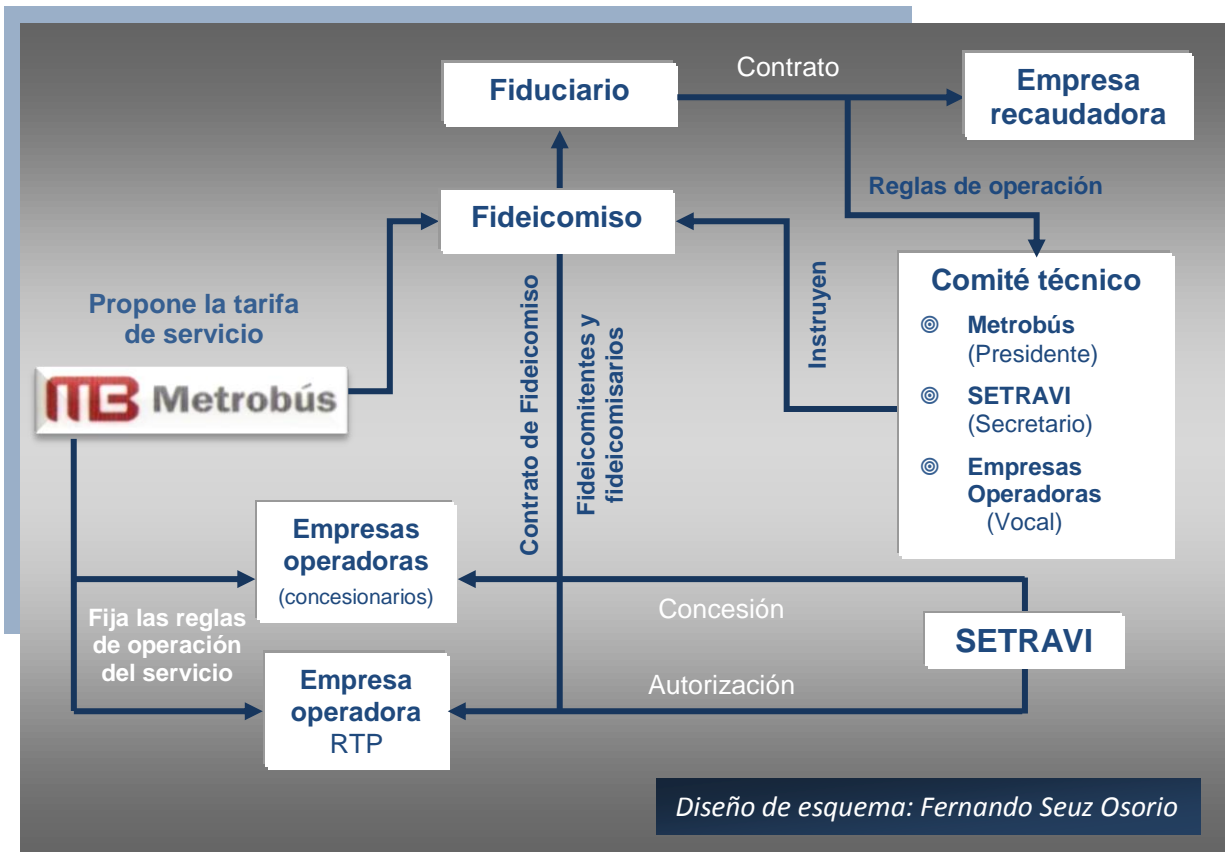 Contrato
Fiduciario
Empresa
recaudadora
Reglas de operación
Fideicomiso
Propone la tarifa
de servicio
MB Metrobús
Contrato de Fideicomiso
Fideicomitentes y
fideicomisarios
Instruyen
Comité técnico
Metrobús
(Presidente)
SETRAVI
(Secretario)
Empresas
Operadoras
(Vocal)
Empresas
operadoras
(concesionarios)
Concesión
SETRAVI
Fija las reglas
de operación
del servicio
Empresa
operadora
RTP
Autorización
Diseño de esquema: Fernando Seuz Osorio